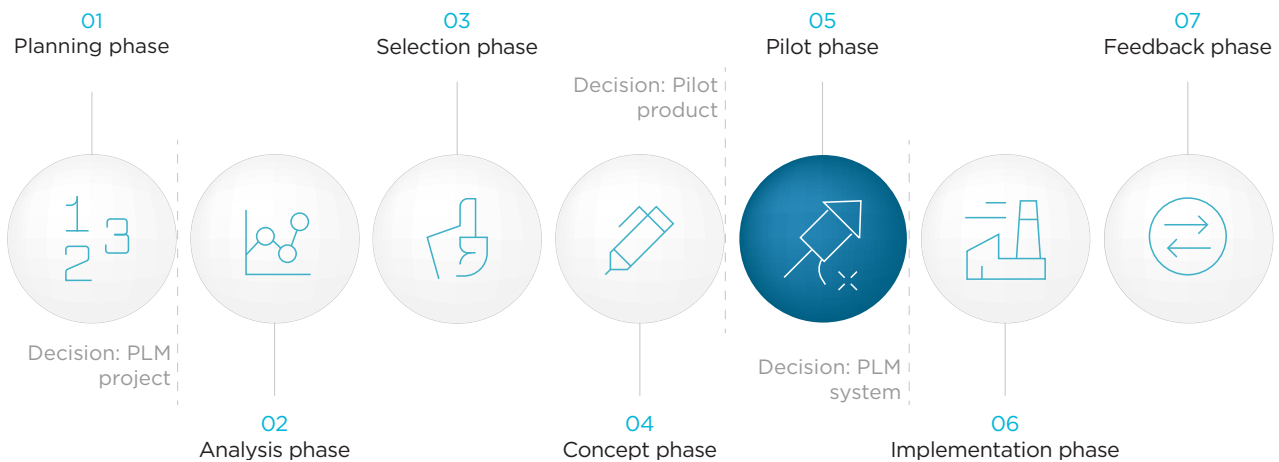 01
Planning phase
03
Selection phase
05
Pilot phase
07
Feedback phase
Decision: Pilot
product
1
2
3
Decision: PLM
project
Decision: PLM
system
02
Analysis phase
04
Concept phase
06
Implementation phase